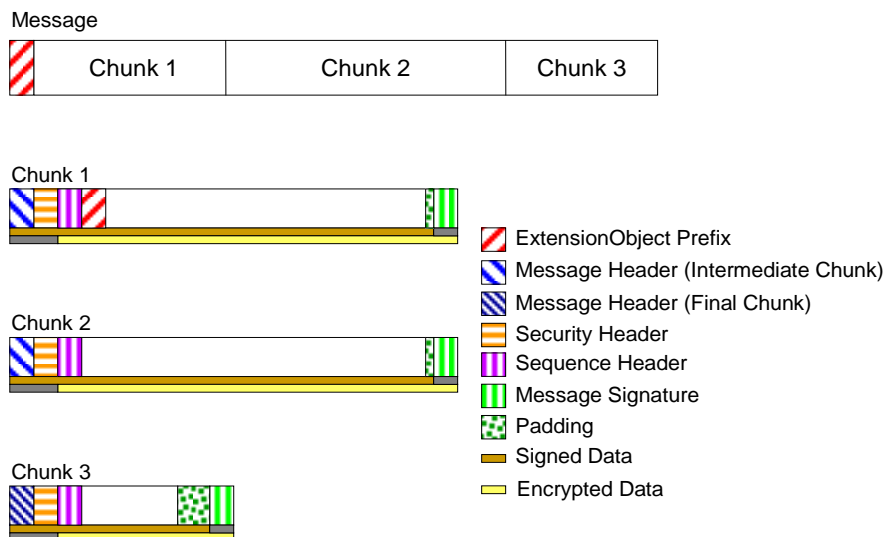 Message
Chunk 1
Chunk 2
Chunk 3
Chunk 1
Chunk 2
Chunk 3
ExtensionObject Prefix
Message Header (Intermediate Chunk)
Message Header (Final Chunk)
Security Header
Sequence Header
Message Signature
Padding
Signed Data
Encrypted Data